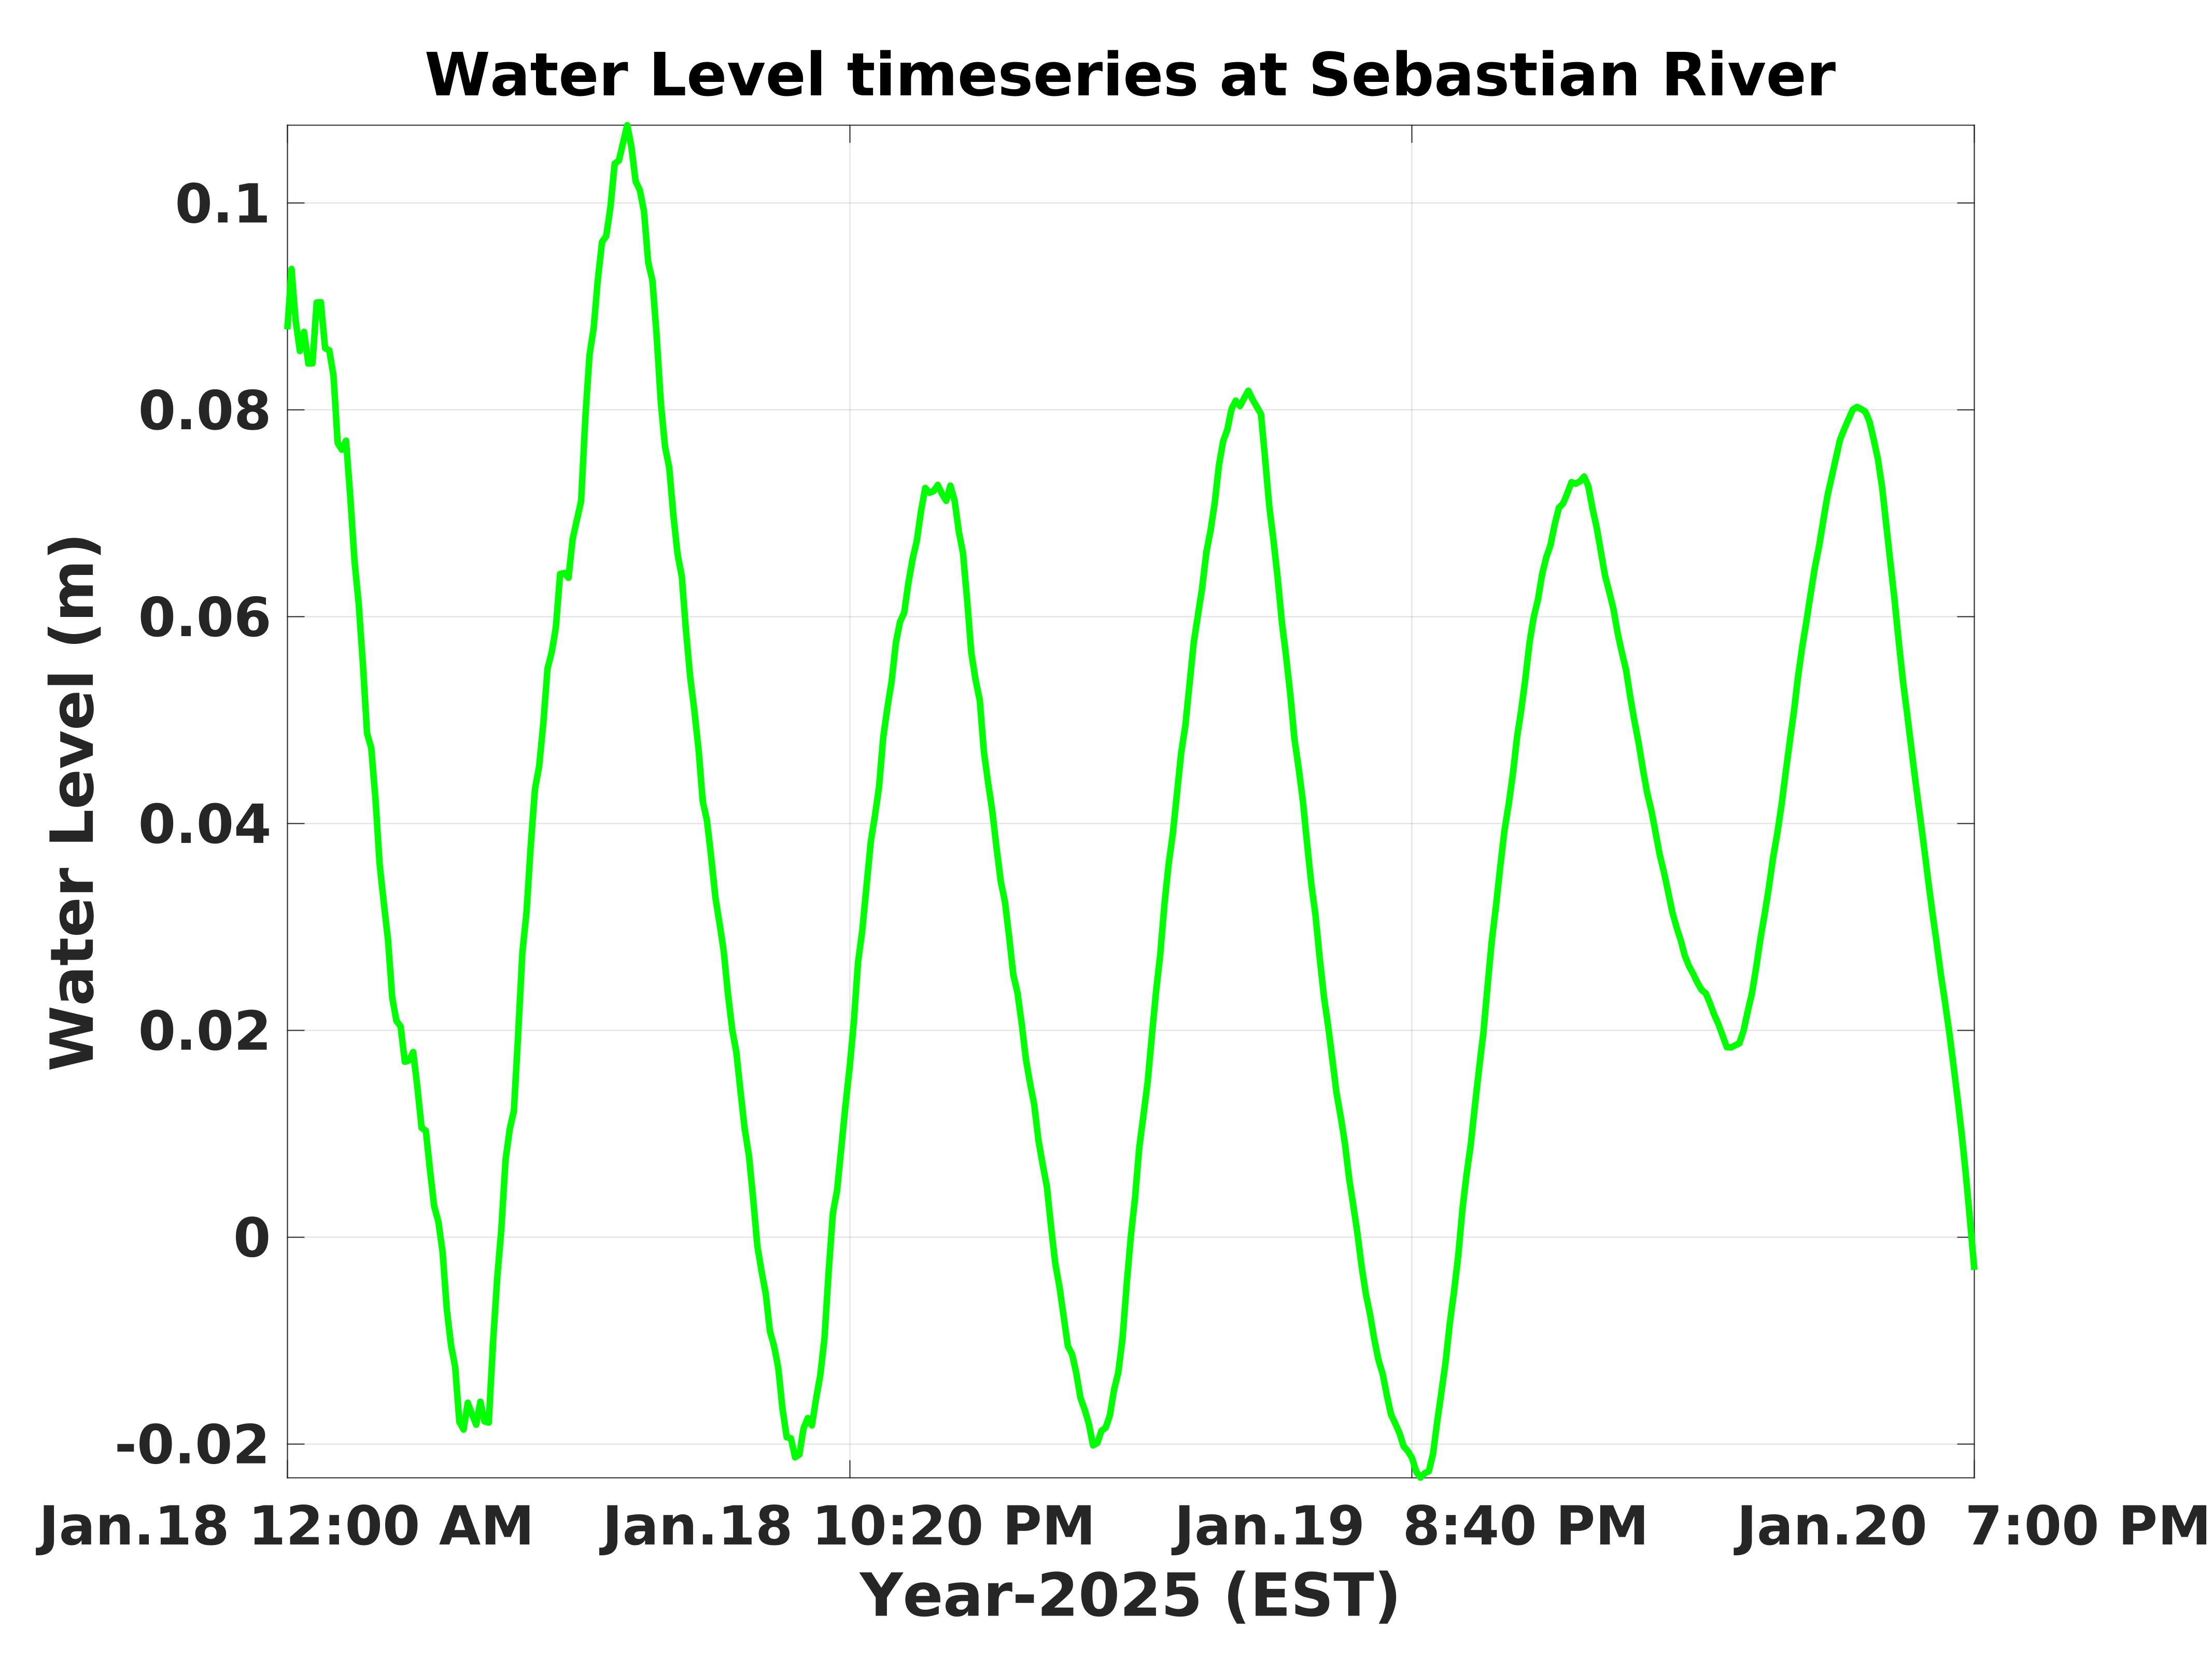 Water Level timeseries at Sebastian River
Water Level (m)
0.1
0.08
0.06
0.04
0.02
0
-0.02
Jan.18 12:00 AM
Jan.18 10:20 PM
Jan.19 8:40 PM
Jan.20 7:00 PM
Year-2025 (EST)